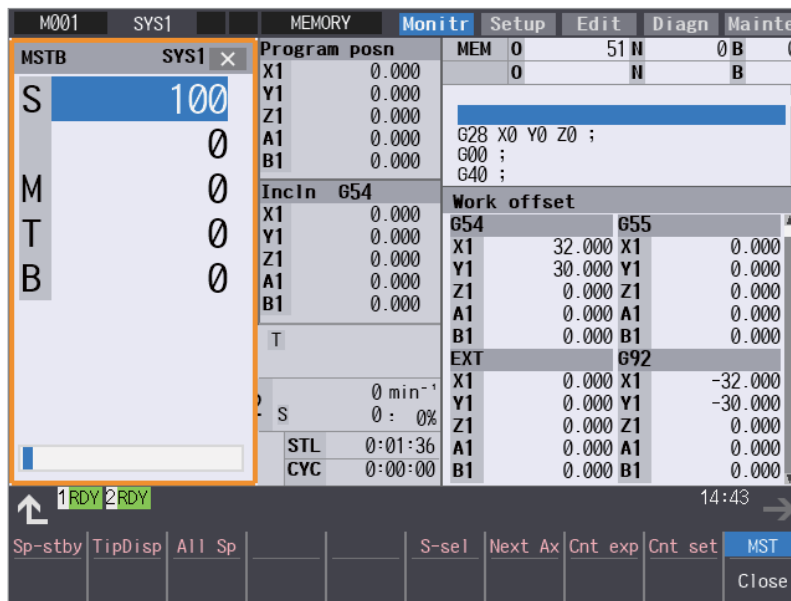 M001 SYS1 MEMORY Monitr Setup Edit Diagn Mainte
MSTB SYS1 ×
S 100
0
M 0
T 0
B 0
Program posn
X1 0.000
Y1 0.000
Z1 0.000
A1 0.000
B1 0.000
Incln G54
X1 0.000
Y1 0.000
Z1 0.000
A1 0.000
B1 0.000
T
0 min⁻¹
S 0 : 0%
STL 0:01:36
CYC 0:00:00
MEM O 51 N 0 B
O N B
G28 X0 Y0 Z0 ;
G00 ;
G40 ;
Work offset
G54 G55
X1 32.000 X1 0.000
Y1 30.000 Y1 0.000
Z1 0.000 Z1 0.000
A1 0.000 A1 0.000
B1 0.000 B1 0.000
EXT G92
X1 0.000 X1 -32.000
Y1 0.000 Y1 -30.000
Z1 0.000 Z1 0.000
A1 0.000 A1 0.000
B1 0.000 B1 0.000
1 RDY 2 RDY 14:43
Sp-stby TipDisp All Sp S-sel Next Ax Cnt exp Cnt set MST
Close